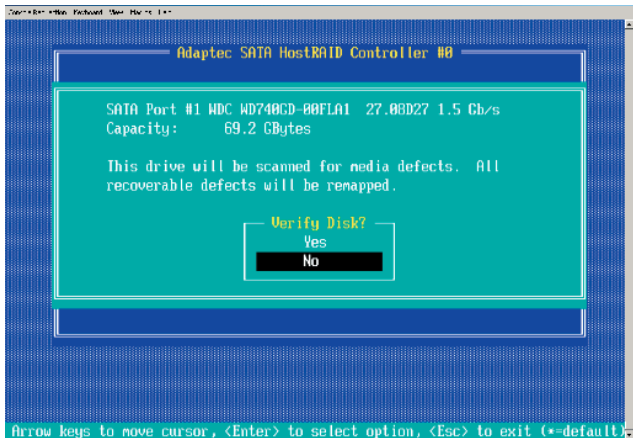 Keyboard
Adaptec SATA HostRAID Controller #0
SATA Port #1 WDC WD740GD-00FLA1 27.08D27 1.5 Gb/s
Capacity: 69.2 GBytes
This drive will be scanned for media defects. All
recoverable defects will be remapped.
Verify Disk?
Yes
No
Arrow keys to move cursor, <Enter> to select option, <Esc> to exit (*=default)